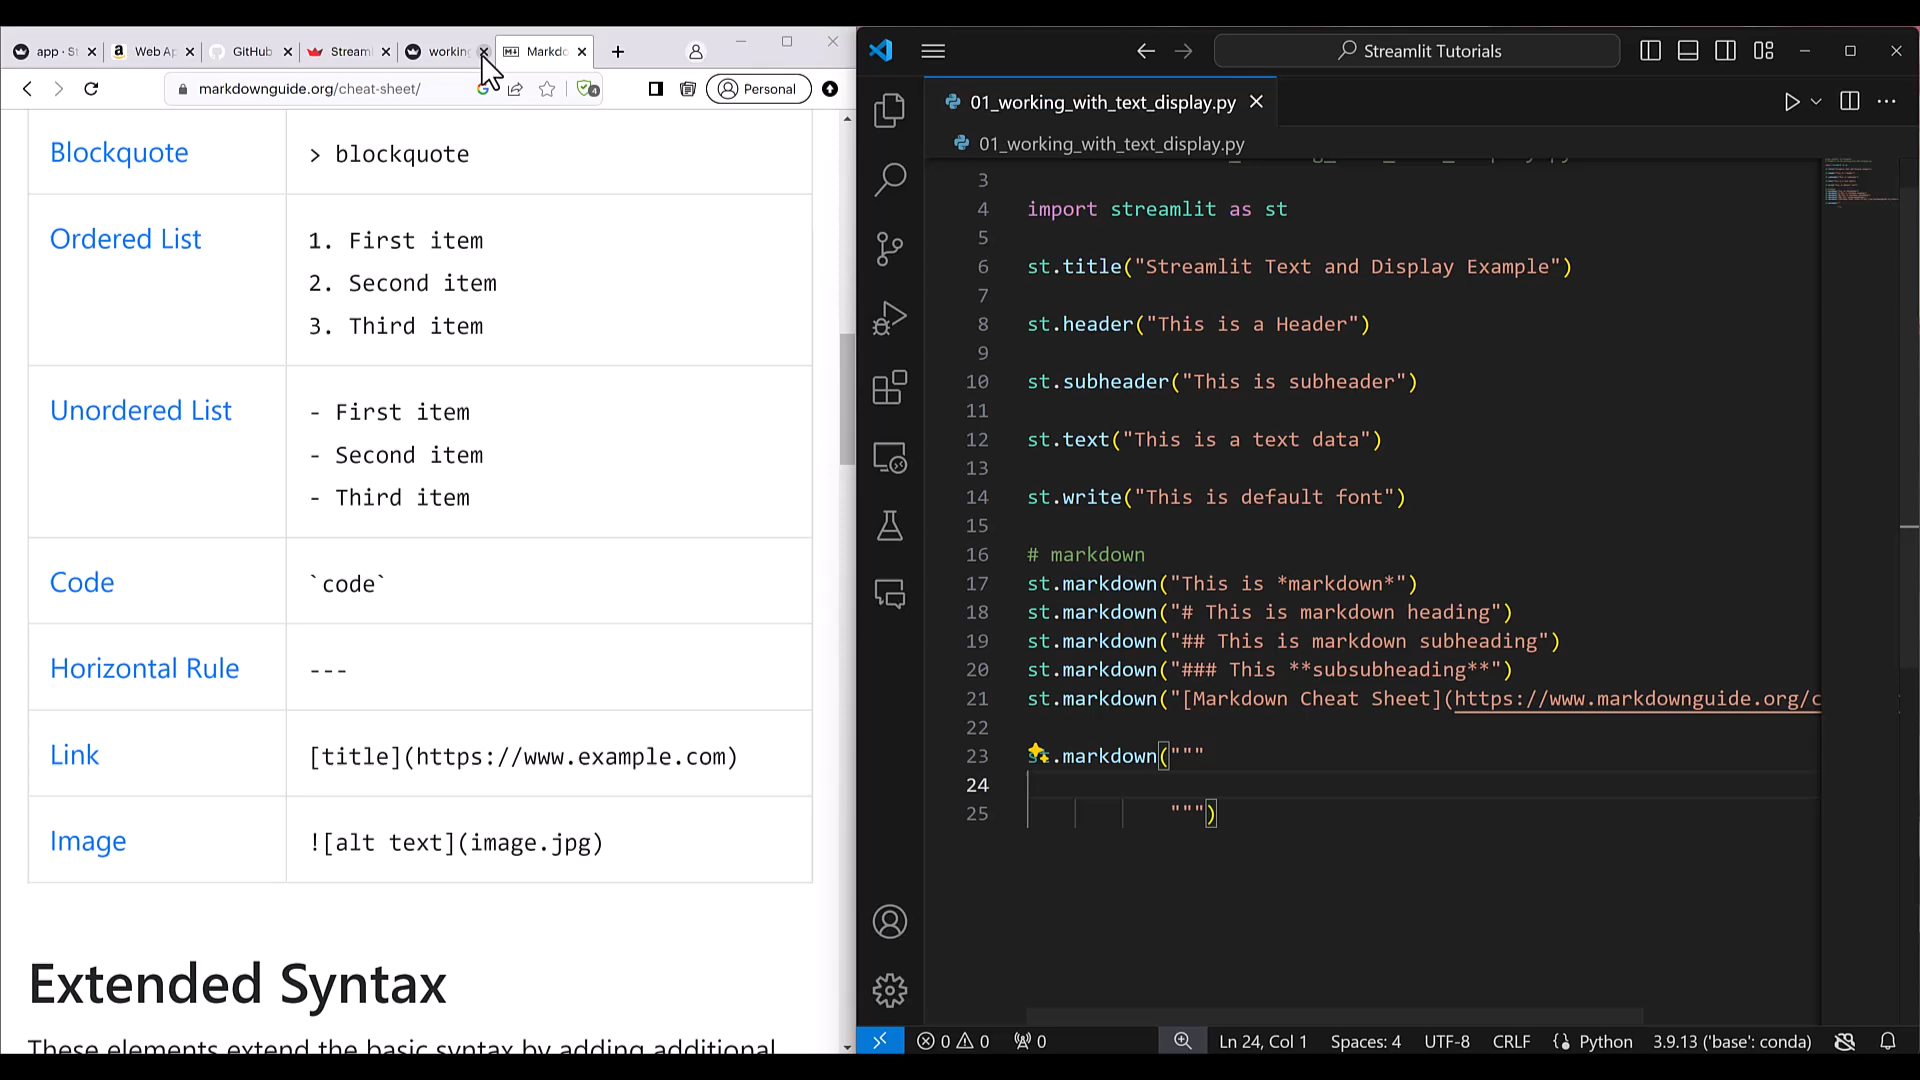 app · St
Web Ap
GitHub
Stream
working
Markdo
markdownguide.org/cheat-sheet/
4
Personal
Blockquote
> blockquote
Ordered List
1. First item
2. Second item
3. Third item
Unordered List
- First item
- Second item
- Third item
Code
`code`
Horizontal Rule
---
Link
[title](https://www.example.com)
Image
![alt text](image.jpg)
Extended Syntax
These elements extend the basic syntax by adding additional
Streamlit Tutorials
01_working_with_text_display.py
01_working_with_text_display.py
3
4 import streamlit as st
5
6 st.title("Streamlit Text and Display Example")
7
8 st.header("This is a Header")
9
10 st.subheader("This is subheader")
11
12 st.text("This is a text data")
13
14 st.write("This is default font")
15
16 # markdown
17 st.markdown("This is *markdown*")
18 st.markdown("# This is markdown heading")
19 st.markdown("## This is markdown subheading")
20 st.markdown("### This **subsubheading**")
21 st.markdown("[Markdown Cheat Sheet](https://www.markdownguide.org/c
22
23 st.markdown("""
24
25 """)
0 0 0
Ln 24, Col 1
Spaces: 4
UTF-8
CRLF
Python
3.9.13 ('base': conda)